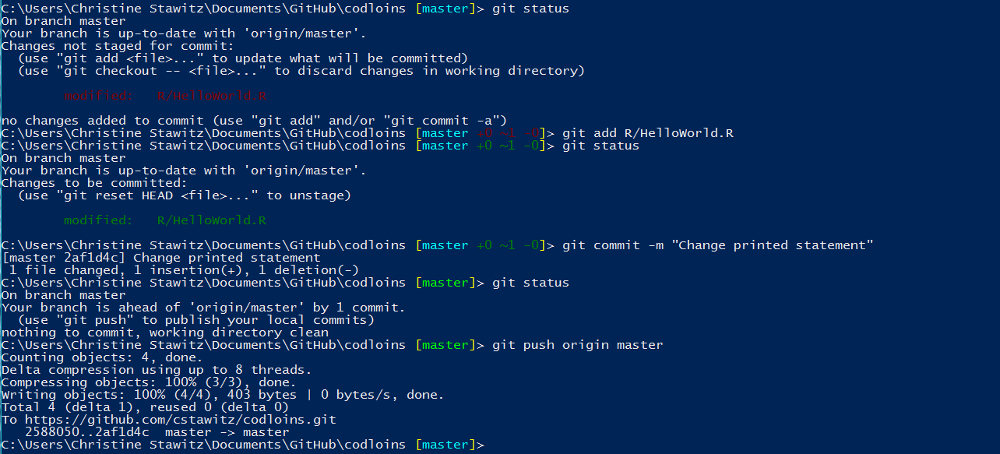 C:\Users\Christine Stawitz\Documents\GitHub\codloins [master]> git status
On branch master
Your branch is up-to-date with 'origin/master'.
Changes not staged for commit:
  (use "git add <file>..." to update what will be committed)
  (use "git checkout -- <file>..." to discard changes in working directory)
        modified:   R/HelloWorld.R
no changes added to commit (use "git add" and/or "git commit -a")
C:\Users\Christine Stawitz\Documents\GitHub\codloins [master +0 ~1 -0]> git add R/HelloWorld.R
C:\Users\Christine Stawitz\Documents\GitHub\codloins [master +0 ~1 -0]> git status
On branch master
Your branch is up-to-date with 'origin/master'.
Changes to be committed:
  (use "git reset HEAD <file>..." to unstage)
        modified:   R/HelloWorld.R
C:\Users\Christine Stawitz\Documents\GitHub\codloins [master +0 ~1 -0]> git commit -m "Change printed statement"
[master 2af1d4c] Change printed statement
 1 file changed, 1 insertion(+), 1 deletion(-)
C:\Users\Christine Stawitz\Documents\GitHub\codloins [master]> git status
On branch master
Your branch is ahead of 'origin/master' by 1 commit.
  (use "git push" to publish your local commits)
nothing to commit, working directory clean
C:\Users\Christine Stawitz\Documents\GitHub\codloins [master]> git push origin master
Counting objects: 4, done.
Delta compression using up to 8 threads.
Compressing objects: 100% (3/3), done.
Writing objects: 100% (4/4), 403 bytes | 0 bytes/s, done.
Total 4 (delta 1), reused 0 (delta 0)
To https://github.com/cstawitz/codloins.git
   2588050..2af1d4c  master -> master
C:\Users\Christine Stawitz\Documents\GitHub\codloins [master]>